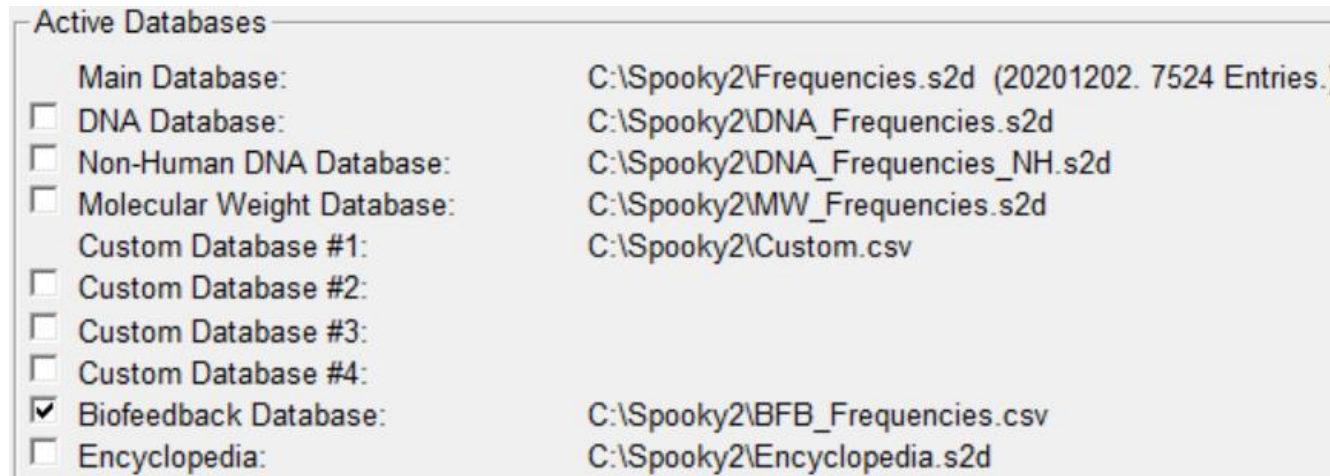 Active Databases
Main Database: C:\Spooky2\Frequencies.s2d (20201202. 7524 Entries.)
DNA Database: C:\Spooky2\DNA_Frequencies.s2d
Non-Human DNA Database: C:\Spooky2\DNA_Frequencies_NH.s2d
Molecular Weight Database: C:\Spooky2\MW_Frequencies.s2d
Custom Database #1: C:\Spooky2\Custom.csv
Custom Database #2:
Custom Database #3:
Custom Database #4:
Biofeedback Database: C:\Spooky2\BFB_Frequencies.csv
Encyclopedia: C:\Spooky2\Encyclopedia.s2d